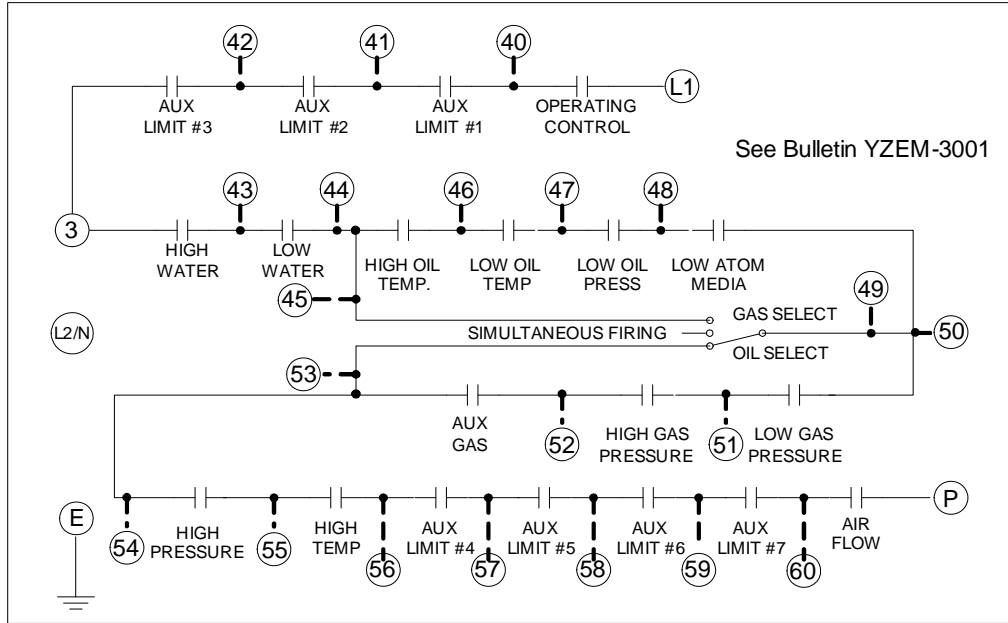 42 41 40
L1
AUX
LIMIT #3
AUX
LIMIT #2
AUX
LIMIT #1
OPERATING
CONTROL
See Bulletin YZEM-3001
43 44 46 47 48
3
HIGH
WATER
LOW
WATER
HIGH OIL
TEMP.
LOW OIL
TEMP
LOW OIL
PRESS
LOW ATOM
MEDIA
45
49
GAS SELECT
L2/N
SIMULTANEOUS FIRING
50
OIL SELECT
53
AUX
GAS
52
HIGH GAS
PRESSURE
51
LOW GAS
PRESSURE
E
P
54
HIGH
PRESSURE
55
HIGH
TEMP
56
AUX
LIMIT #4
57
AUX
LIMIT #5
58
AUX
LIMIT #6
59
AUX
LIMIT #7
60
AIR
FLOW